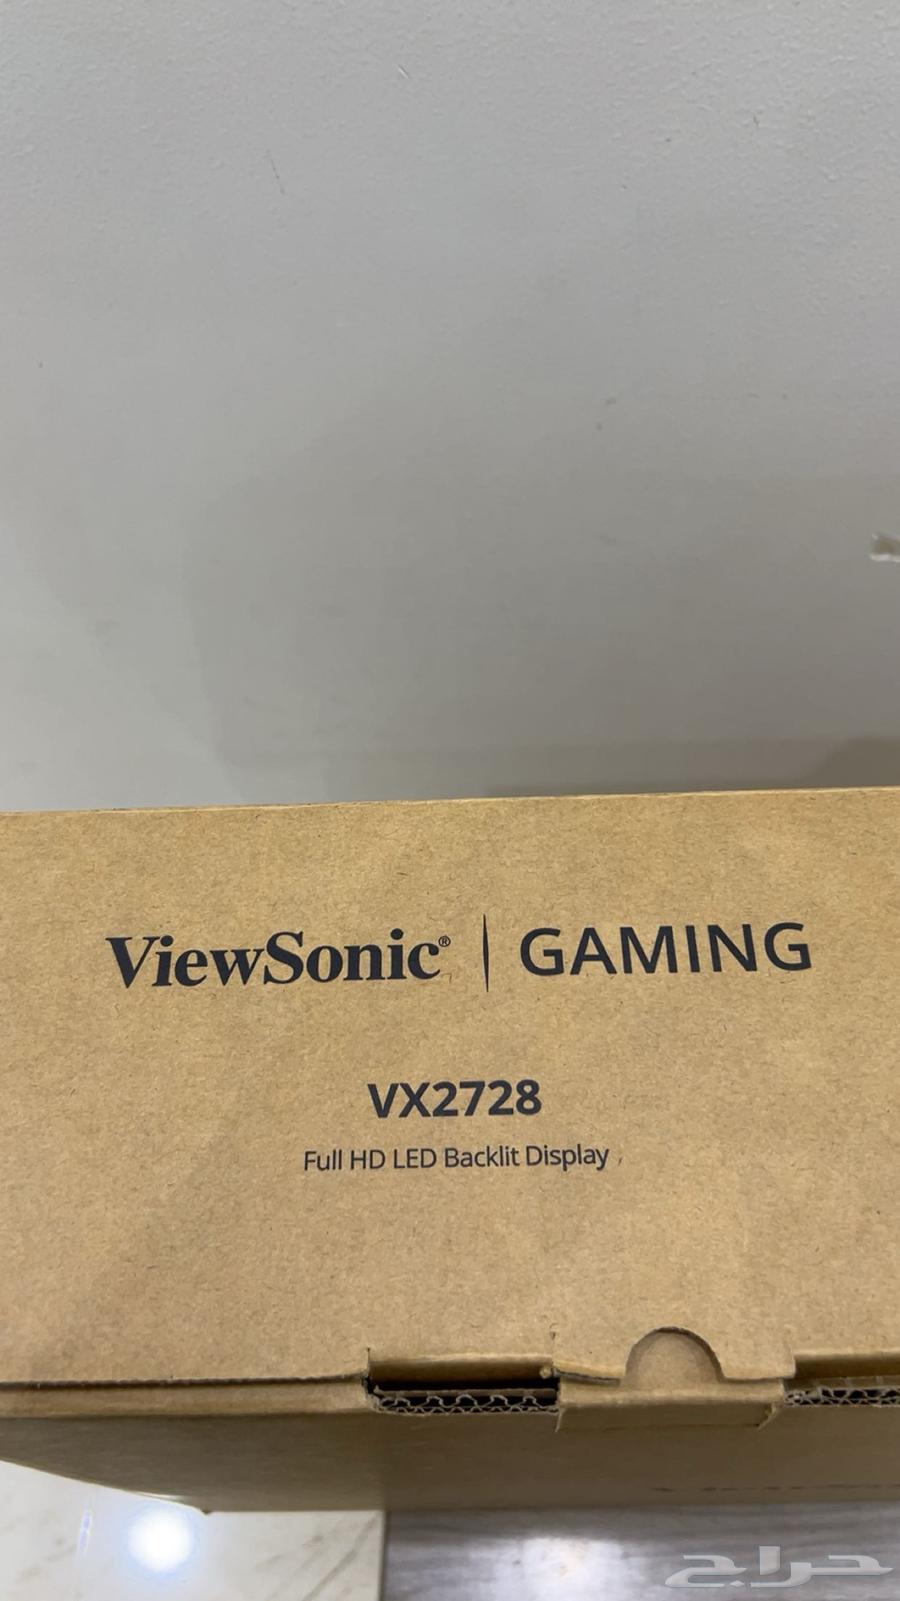 ViewSonic® | GAMING
VX2728
Full HD LED Backlit Display
حراج